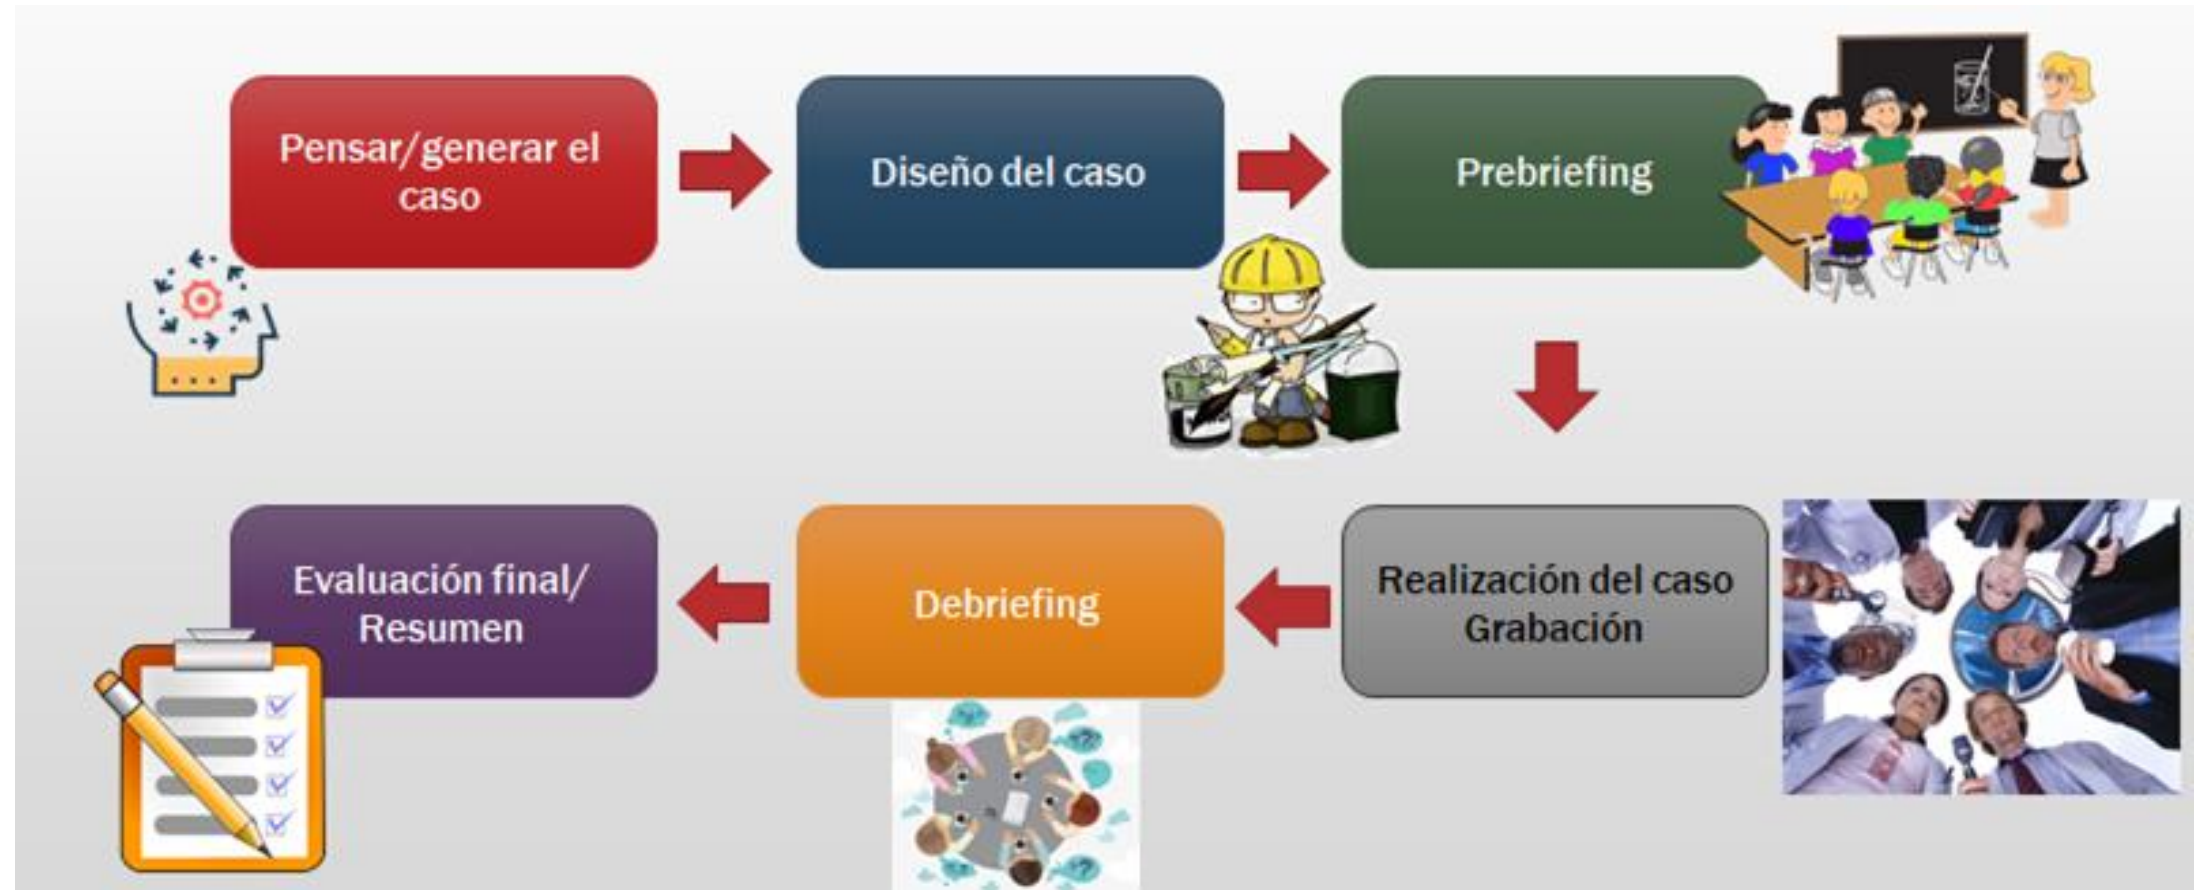 Pensar/generar el
caso
Diseño del caso
Prebriefing
Realización del caso
Grabación
Debriefing
Evaluación final/
Resumen